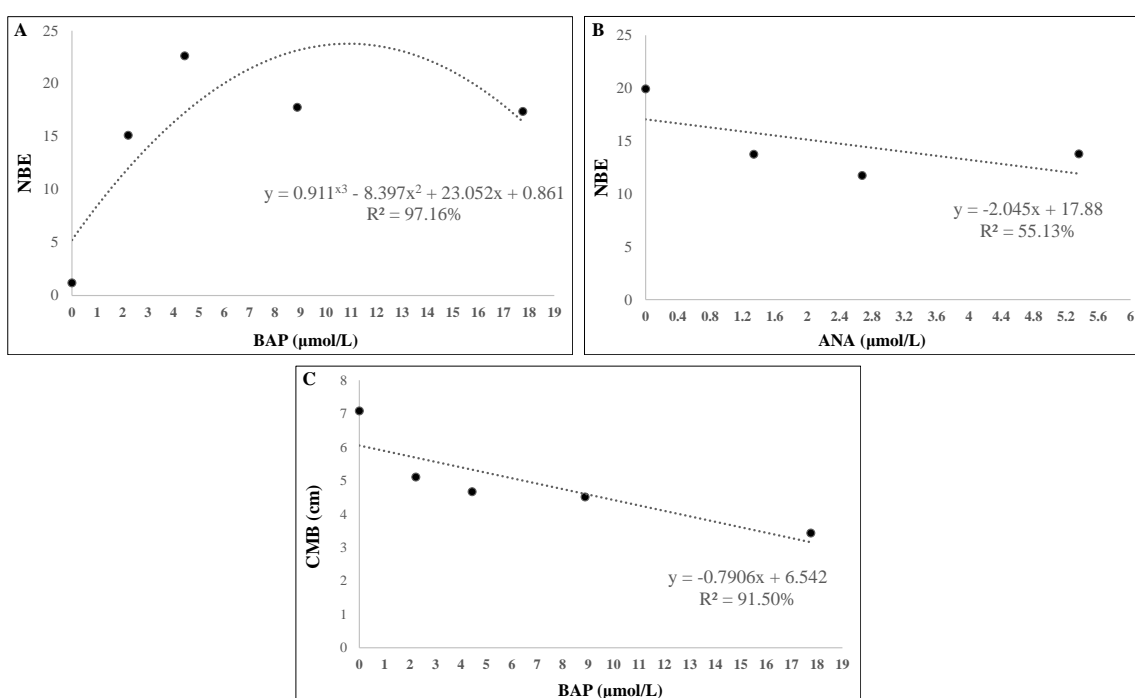 A
25
20
15
10
5
0
NBE
y = 0.911ˣ³ - 8.397x² + 23.052x + 0.861
R² = 97.16%
0 1 2 3 4 5 6 7 8 9 10 11 12 13 14 15 16 17 18 19
BAP (µmol/L)
B
25
20
15
10
5
0
NBE
y = -2.045x + 17.88
R² = 55.13%
0 0.4 0.8 1.2 1.6 2 2.4 2.8 3.2 3.6 4 4.4 4.8 5.2 5.6 6
ANA (µmol/L)
C
8
7
6
5
4
3
2
1
0
CMB (cm)
y = -0.7906x + 6.542
R² = 91.50%
0 1 2 3 4 5 6 7 8 9 10 11 12 13 14 15 16 17 18 19
BAP (µmol/L)